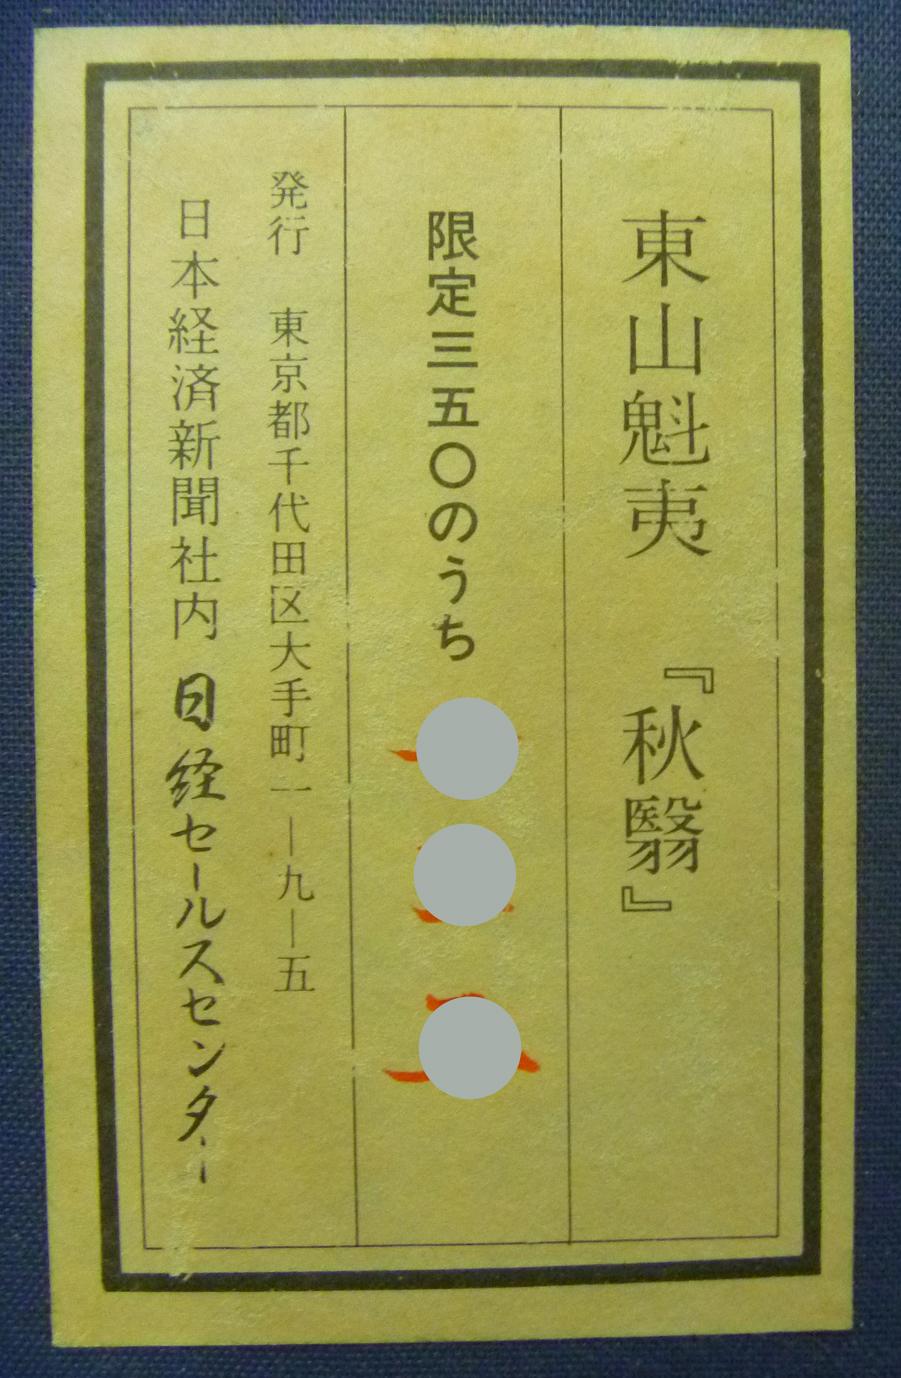 東山魁夷 『秋翳』
限定三五〇のうち
発行 東京都千代田区大手町一―九―五
日本経済新聞社内 日経セールスセンター